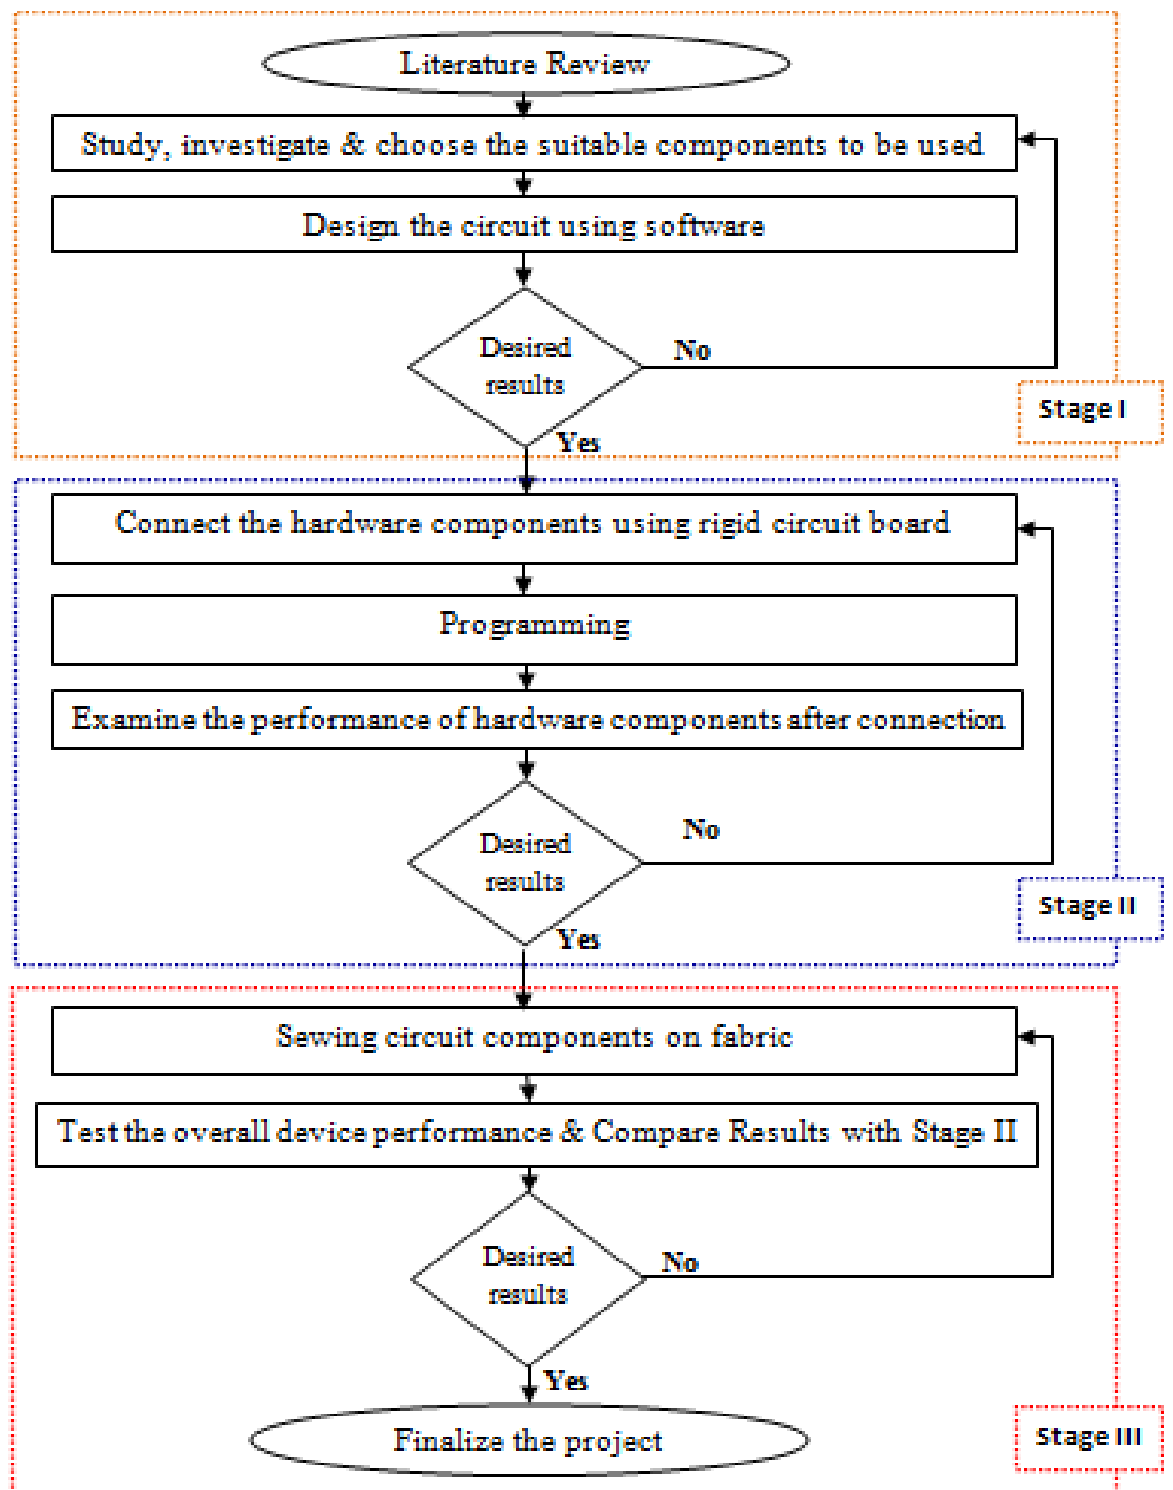 Literature Review
Study, investigate & choose the suitable components to be used
Design the circuit using software
Desired
results
No
Stage I
Yes
Connect the hardware components using rigid circuit board
Programming
Examine the performance of hardware components after connection
No
Desired
results
Stage II
Yes
Sewing circuit components on fabric
Test the overall device performance & Compare Results with Stage II
Desired
results
No
Yes
Finalize the project
Stage III